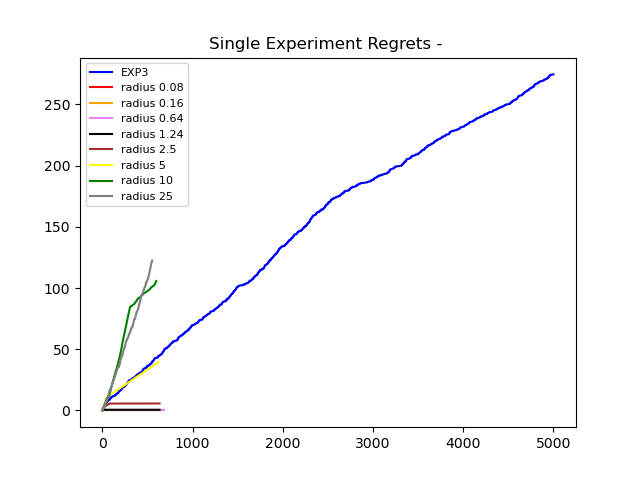 Single Experiment Regrets -
EXP3
radius 0.08
radius 0.16
radius 0.64
radius 1.24
radius 2.5
radius 5
radius 10
radius 25
250
200
150
100
50
0
0 1000 2000 3000 4000 5000